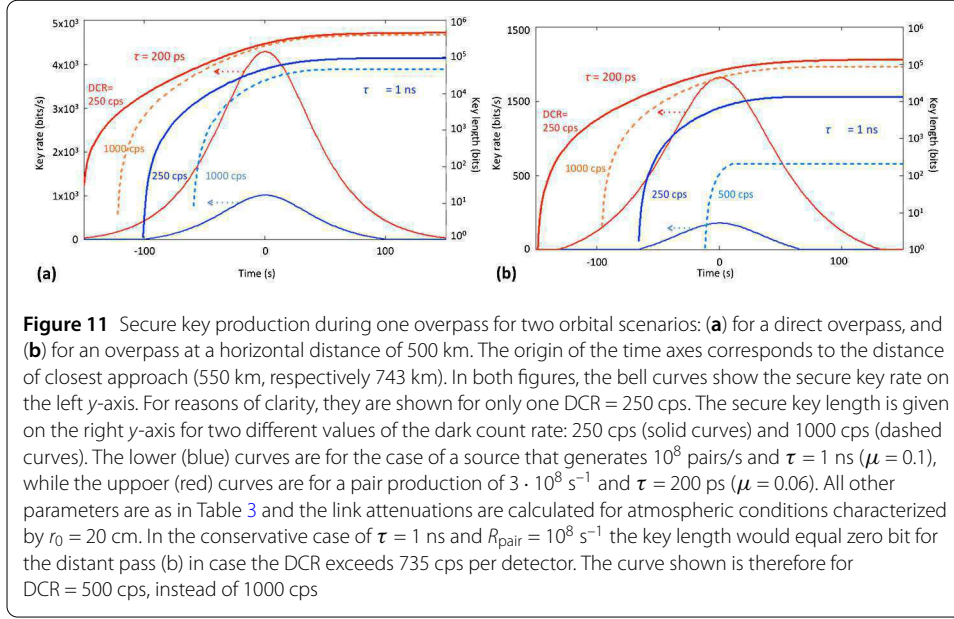 5x10³
4x10³
3x10³
2x10³
1x10³
0
Key rate (bits/s)
τ = 200 ps
DCR=
250 cps
1000 cps
250 cps
1000 cps
τ = 1 ns
-100
0
100
Time (s)
10⁶
10⁵
10⁴
10³
10²
10¹
10⁰
Key length (bits)
(a)
1500
1500
500
0
Key rate (bits/s)
τ = 200 ps
DCR=
250 cps
1000 cps
250 cps
500 cps
τ = 1 ns
-100
0
100
Time (s)
10⁶
10⁵
10⁴
10³
10²
10¹
10⁰
Key length (bits)
(b)
Figure 11 Secure key production during one overpass for two orbital scenarios: (a) for a direct overpass, and
(b) for an overpass at a horizontal distance of 500 km. The origin of the time axes corresponds to the distance
of closest approach (550 km, respectively 743 km). In both figures, the bell curves show the secure key rate on
the left y-axis. For reasons of clarity, they are shown for only one DCR = 250 cps. The secure key length is given
on the right y-axis for two different values of the dark count rate: 250 cps (solid curves) and 1000 cps (dashed
curves). The lower (blue) curves are for the case of a source that generates 10⁸ pairs/s and τ = 1 ns (μ = 0.1),
while the uppoer (red) curves are for a pair production of 3 · 10⁸ s⁻¹ and τ = 200 ps (μ = 0.06). All other
parameters are as in Table 3 and the link attenuations are calculated for atmospheric conditions characterized
by r₀ = 20 cm. In the conservative case of τ = 1 ns and R_pair = 10⁸ s⁻¹ the key length would equal zero bit for
the distant pass (b) in case the DCR exceeds 735 cps per detector. The curve shown is therefore for
DCR = 500 cps, instead of 1000 cps